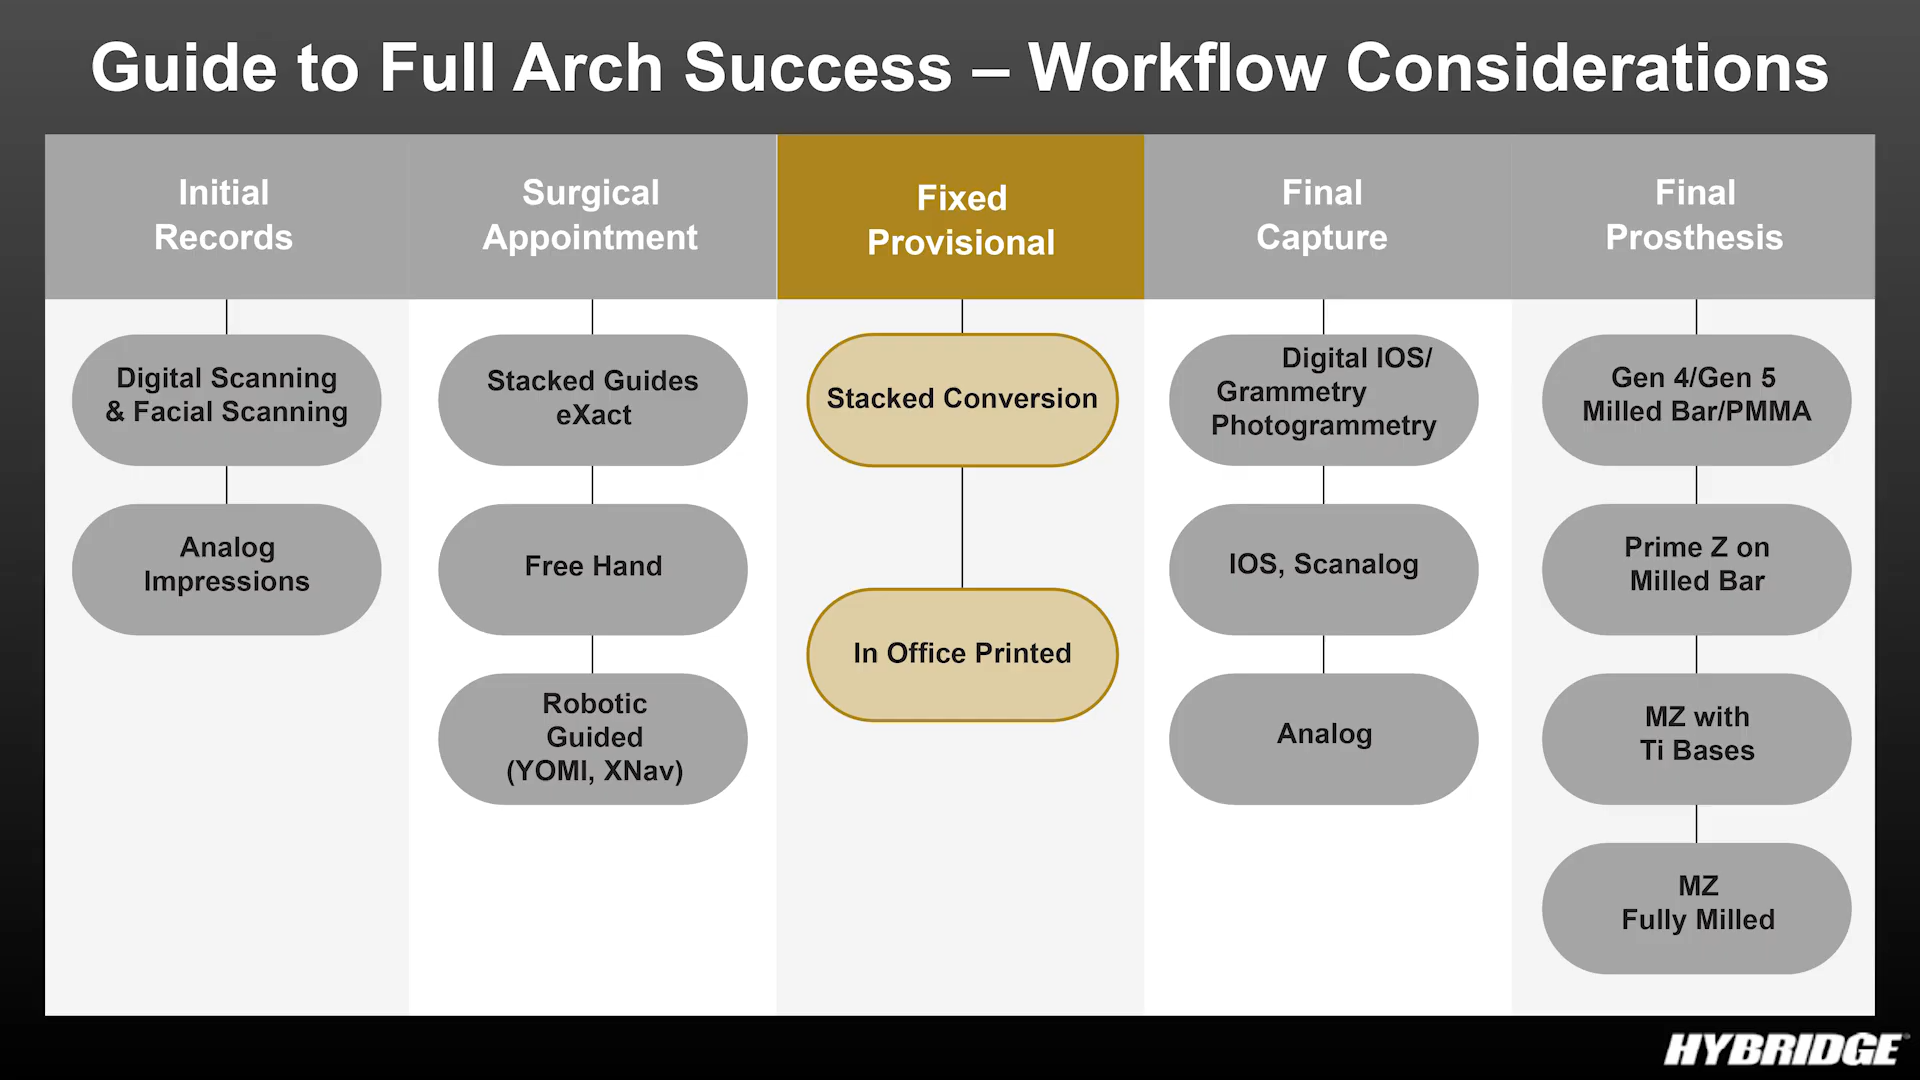 Guide to Full Arch Success – Workflow Considerations
Initial
Records
Surgical
Appointment
Fixed
Provisional
Final
Capture
Final
Prosthesis
Digital Scanning
& Facial Scanning
Analog
Impressions
Stacked Guides
eXact
Free Hand
Robotic
Guided
(YOMI, XNav)
Stacked Conversion
In Office Printed
Digital IOS/
Grammetry
Photogrammetry
IOS, Scanalog
Analog
Gen 4/Gen 5
Milled Bar/PMMA
Prime Z on
Milled Bar
MZ with
Ti Bases
MZ
Fully Milled
HYBRIDGE